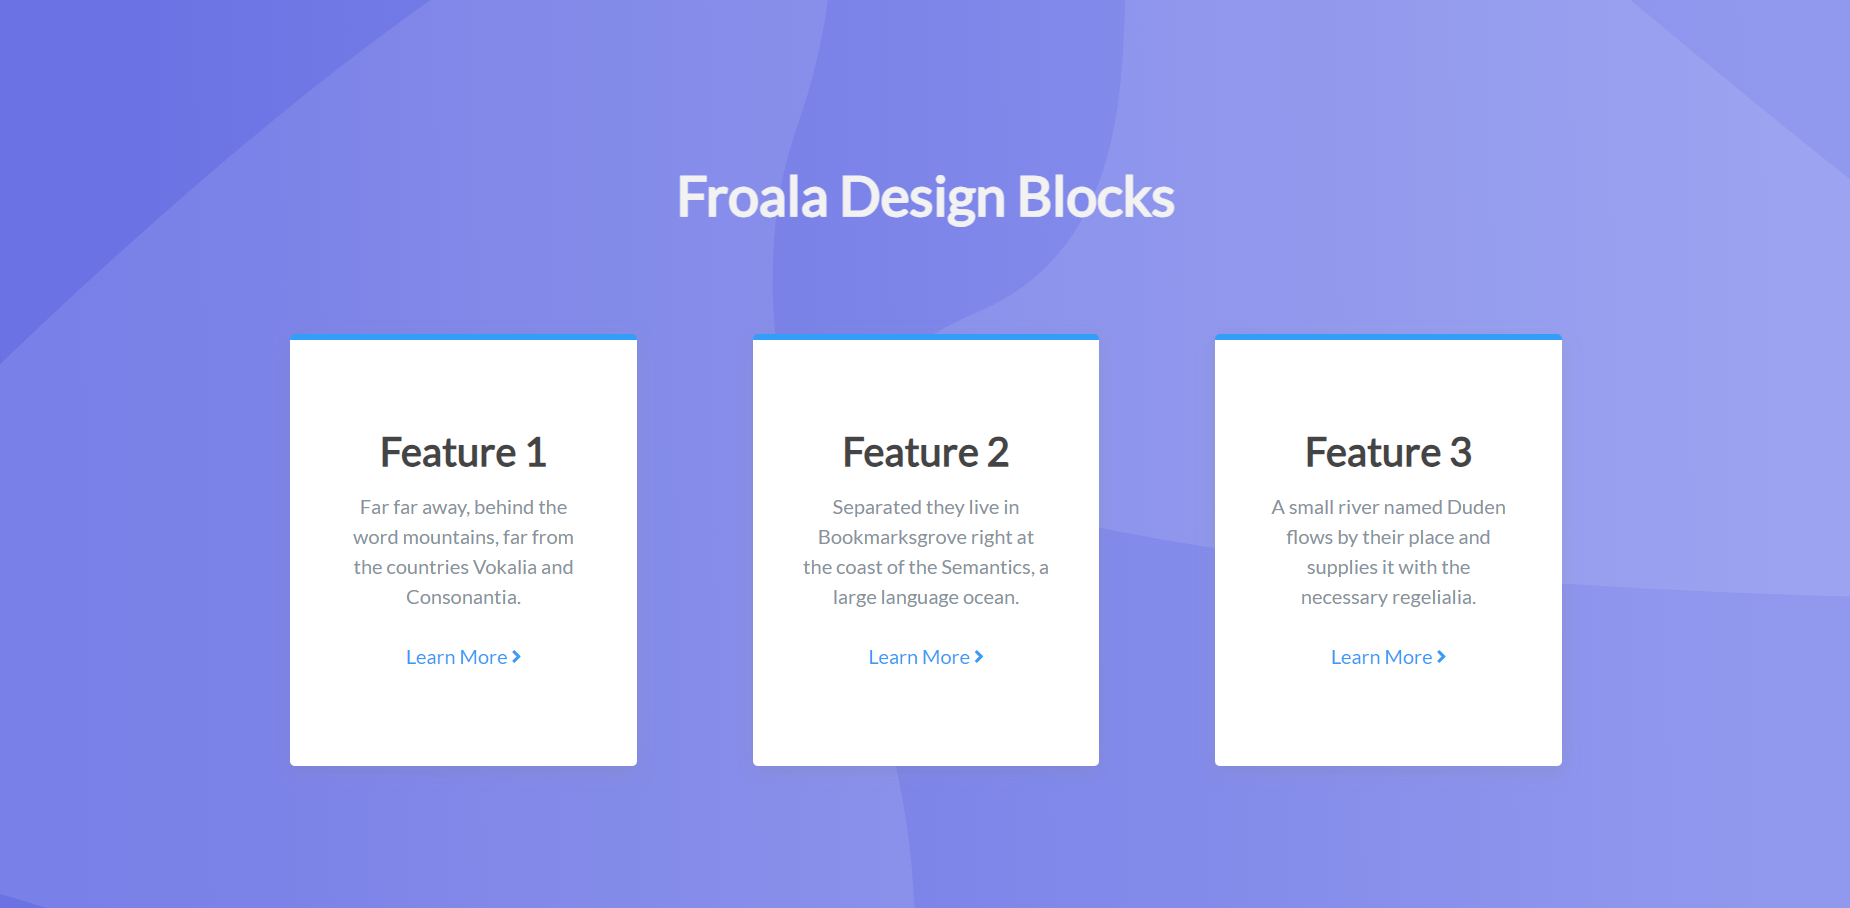 Froala Design Blocks
Feature 1
Far far away, behind the
word mountains, far from
the countries Vokalia and
Consonantia.
Learn More
Feature 2
Separated they live in
Bookmarksgrove right at
the coast of the Semantics, a
large language ocean.
Learn More
Feature 3
A small river named Duden
flows by their place and
supplies it with the
necessary regelialia.
Learn More